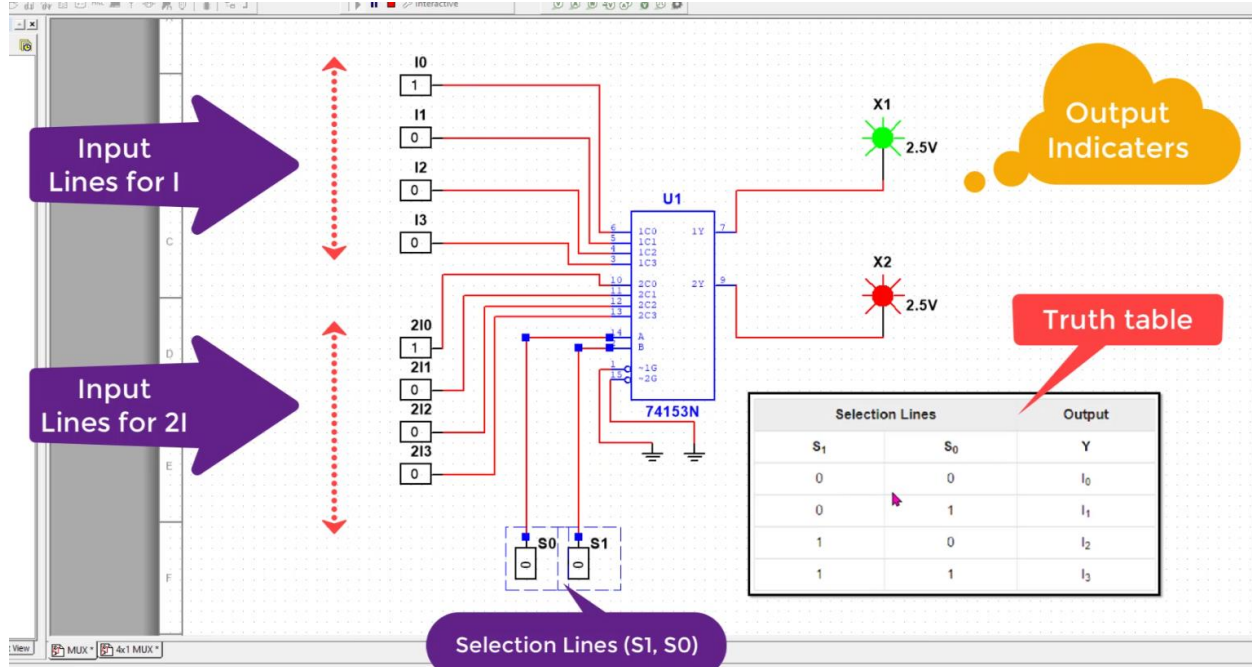 Interactive
Input
Lines for I
Input
Lines for 2I
I0
1
I1
0
I2
0
I3
0
2I0
1
2I1
0
2I2
0
2I3
0
C
D
E
F
U1
6 1C0 1Y 7
5 1C1
4 1C2
3 1C3
10 2C0 2Y 9
11 2C1
12 2C2
13 2C3
14 A
B
1 ~1G
15 ~2G
74153N
X1
2.5V
X2
2.5V
Output
Indicaters
Truth table
Selection Lines Output
S1 S0 Y
0 0 I0
0 1 I1
1 0 I2
1 1 I3
S0 S1
0 0
Selection Lines (S1, S0)
View MUX * 4x1 MUX *